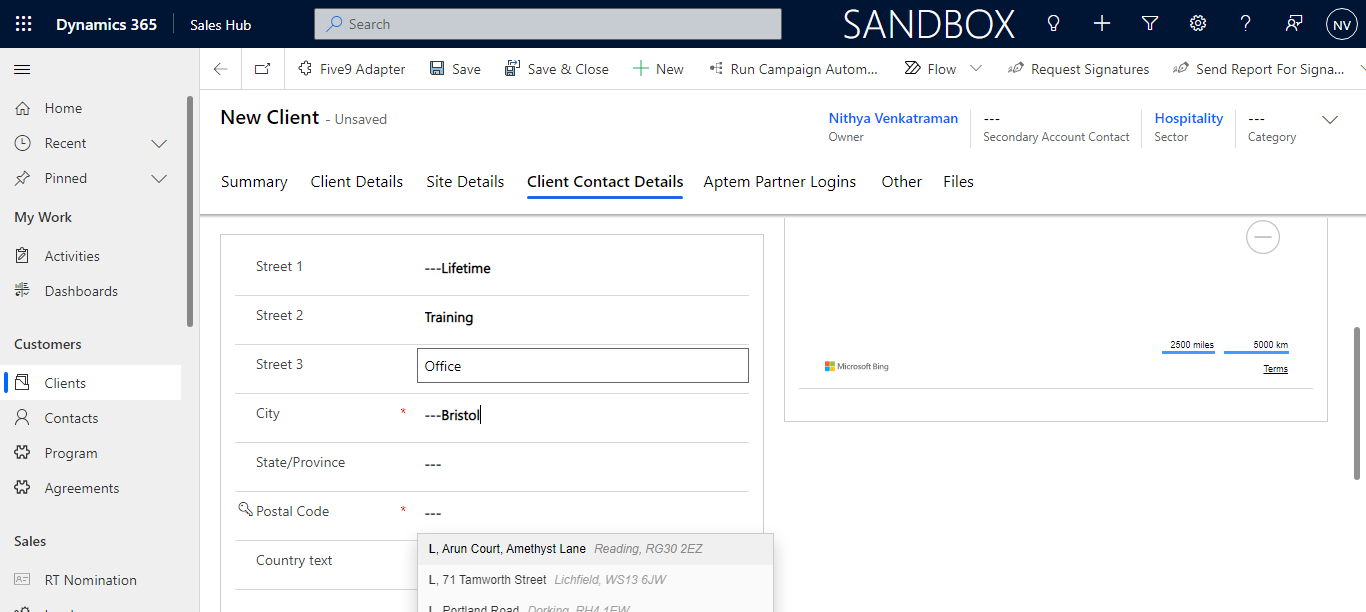 Dynamics 365 Sales Hub Search SANDBOX ? NV
Five9 Adapter Save Save & Close New Run Campaign Autom... Flow Request Signatures Send Report For Signa...
New Client - Unsaved
Nithya Venkatraman --- Hospitality ---
Owner Secondary Account Contact Sector Category
Summary Client Details Site Details Client Contact Details Aptem Partner Logins Other Files
Home
Recent
Pinned
My Work
Activities
Dashboards
Customers
Clients
Contacts
Program
Agreements
Sales
RT Nomination
Street 1 ---Lifetime
Street 2 Training
Street 3 Office
City * ---Bristol
State/Province ---
Postal Code * ---
Country text
L, Arun Court, Amethyst Lane Reading, RG30 2EZ
L, 71 Tamworth Street Lichfield, WS13 6JW
L, Portland Road Dorking, RH4 1EW
2500 miles 5000 km
Microsoft Bing
Terms